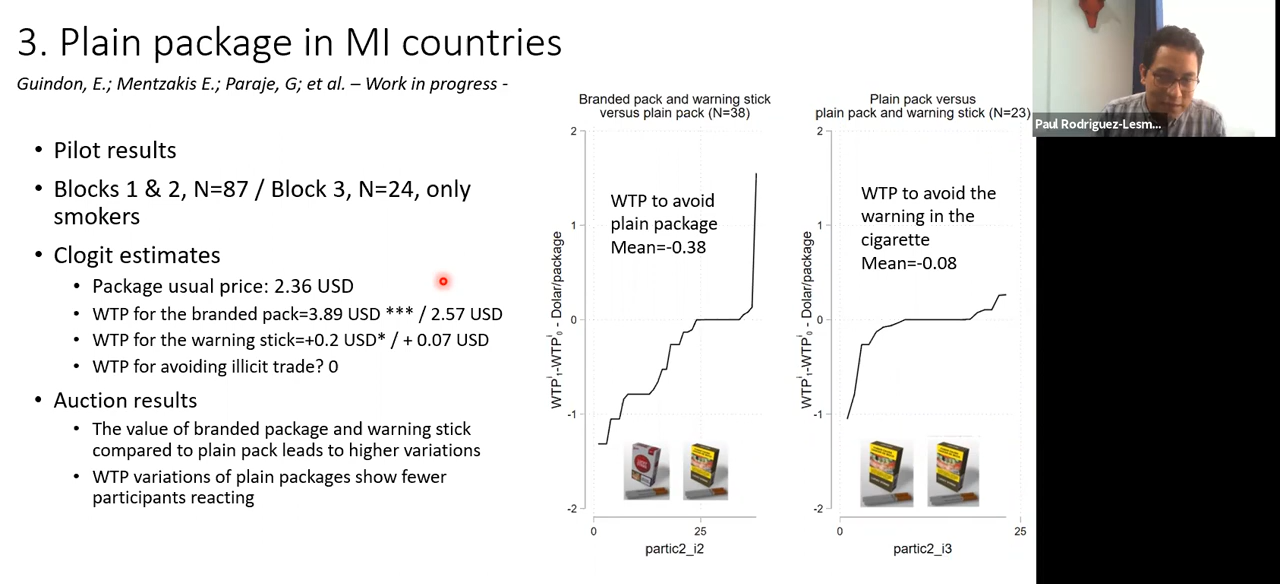 3. Plain package in MI countries
Guindon, E.; Mentzakis E.; Paraje, G; et al. – Work in progress -
• Pilot results
• Blocks 1 & 2, N=87 / Block 3, N=24, only
smokers
• Clogit estimates
• Package usual price: 2.36 USD
• WTP for the branded pack=3.89 USD *** / 2.57 USD
• WTP for the warning stick=+0.2 USD* / + 0.07 USD
• WTP for avoiding illicit trade? 0
• Auction results
• The value of branded package and warning stick
compared to plain pack leads to higher variations
• WTP variations of plain packages show fewer
participants reacting
Branded pack and warning stick
versus plain pack (N=38)
WTP to avoid
plain package
Mean=-0.38
WTPⁱ₁-WTPⁱ₀ - Dolar/package
2
1
0
-1
-2
0
25
partic2_i2
Plain pack versus
plain pack and warning stick (N=23)
WTP to avoid the
warning in the
cigarette
Mean=-0.08
WTPⁱ₁-WTPⁱ₀ - Dolar/package
2
1
0
-1
-2
0
25
partic2_i3
Paul Rodriguez-Lesm...